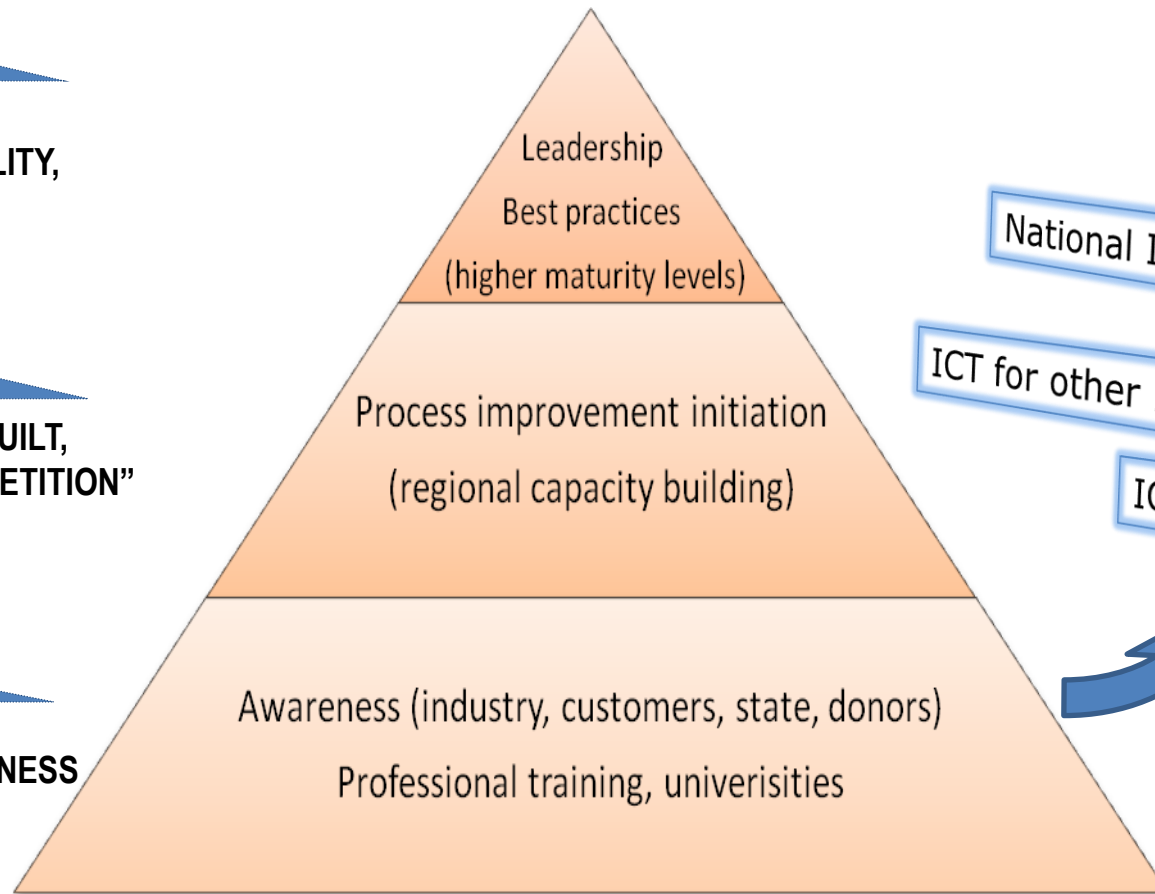 LITY,
UILT,
ETITION”
NESS
Leadership
Best practices
(higher maturity levels)
Process improvement initiation
(regional capacity building)
Awareness (industry, customers, state, donors)
Professional training, univerisities
National I
ICT for other
IC